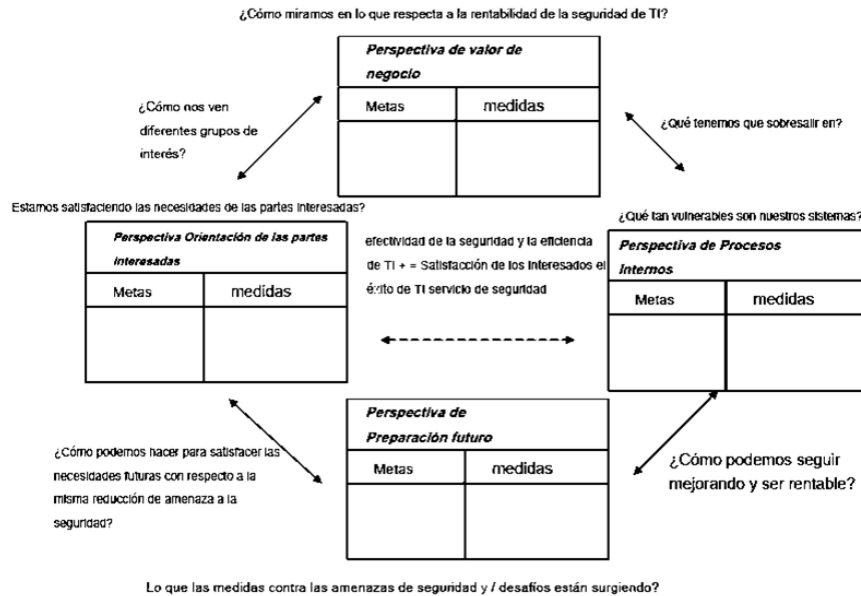 ¿Cómo miramos en lo que respecta a la rentabilidad de la seguridad de TI?
Perspectiva de valor de
negocio
Metas
medidas
¿Cómo nos ven
diferentes grupos de
interés?
¿Qué tenemos que sobresalir en?
Estamos satisfaciendo las necesidades de las partes interesadas?
¿Qué tan vulnerables son nuestros sistemas?
Perspectiva Orientación de las partes
interesadas
Metas
medidas
efectividad de la seguridad y la eficiencia
de TI + = Satisfacción de los interesados el
éxito de TI servicio de seguridad
Perspectiva de Procesos
Internos
Metas
medidas
Perspectiva de
Preparación futuro
Metas
medidas
¿Cómo podemos hacer para satisfacer las
necesidades futuras con respecto a la
misma reducción de amenaza a la
seguridad?
¿Cómo podemos seguir
mejorando y ser rentable?
Lo que las medidas contra las amenazas de seguridad y / desafíos están surgiendo?